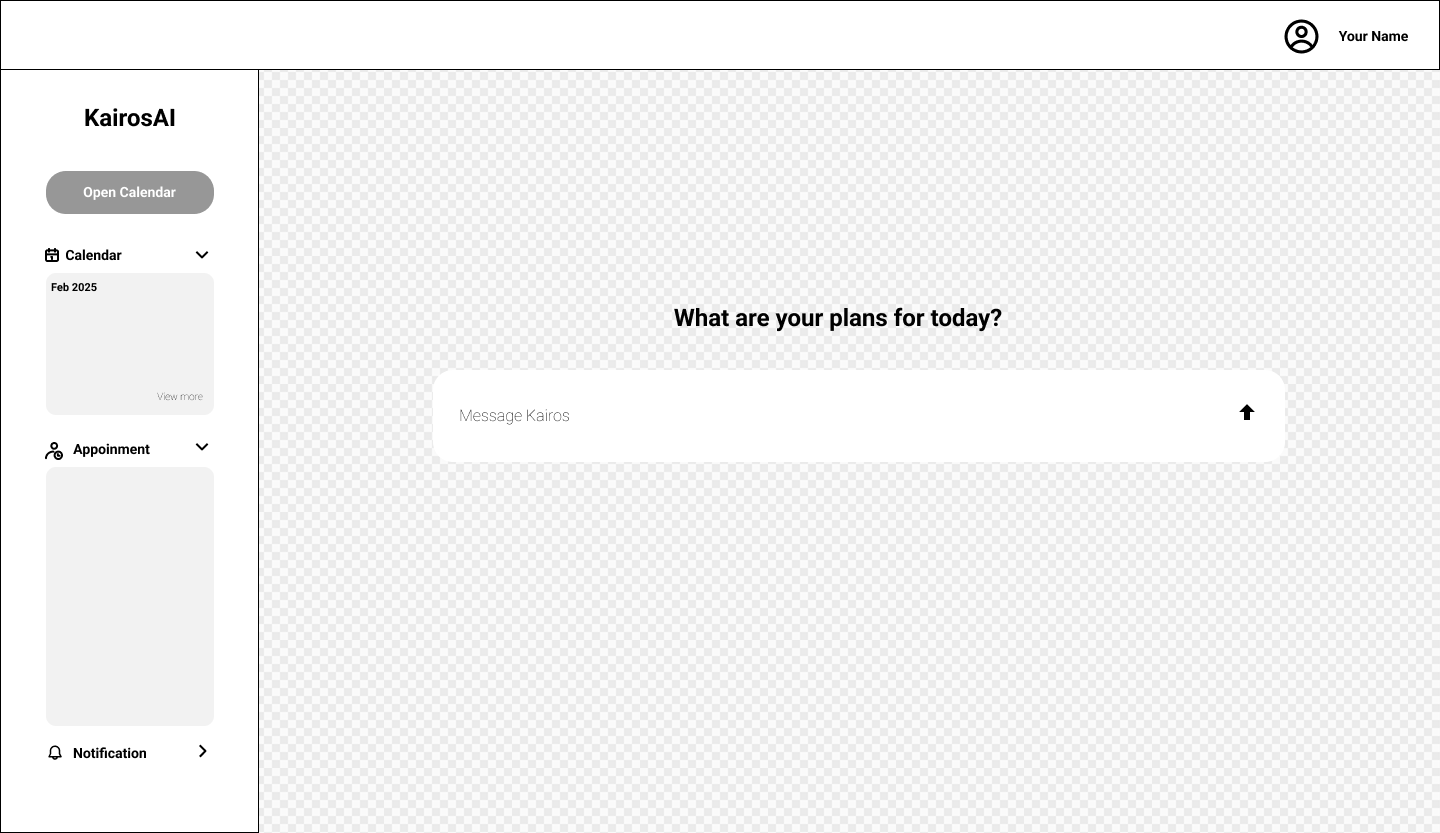 Your Name
KairosAI
Open Calendar
Calendar
Feb 2025
View more
Appoinment
Notification
What are your plans for today?
Message Kairos